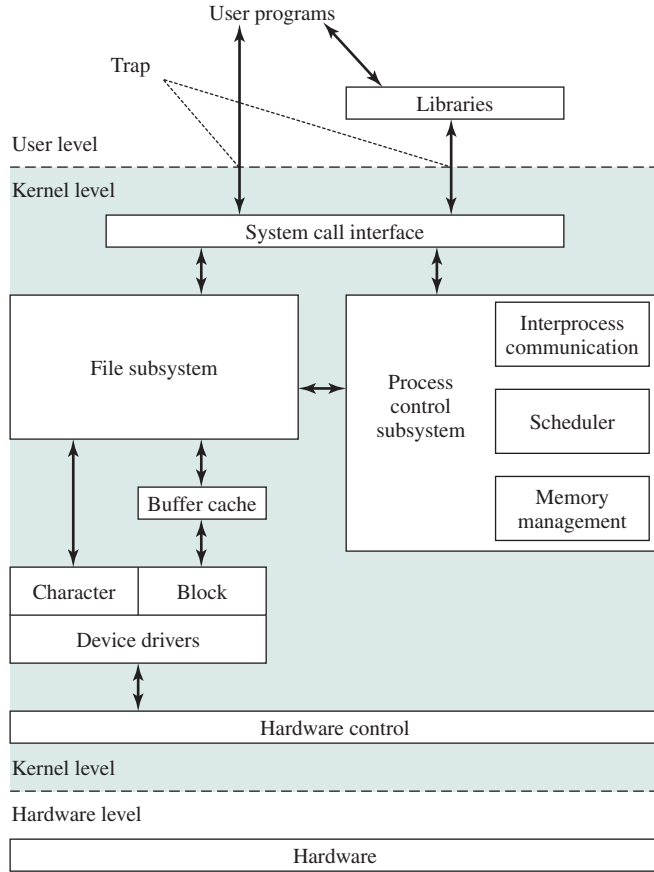 User programs
Trap
Libraries
User level
Kernel level
System call interface
File subsystem
Process
control
subsystem
Interprocess
communication
Scheduler
Memory
management
Buffer cache
Character
Block
Device drivers
Hardware control
Kernel level
Hardware level
Hardware